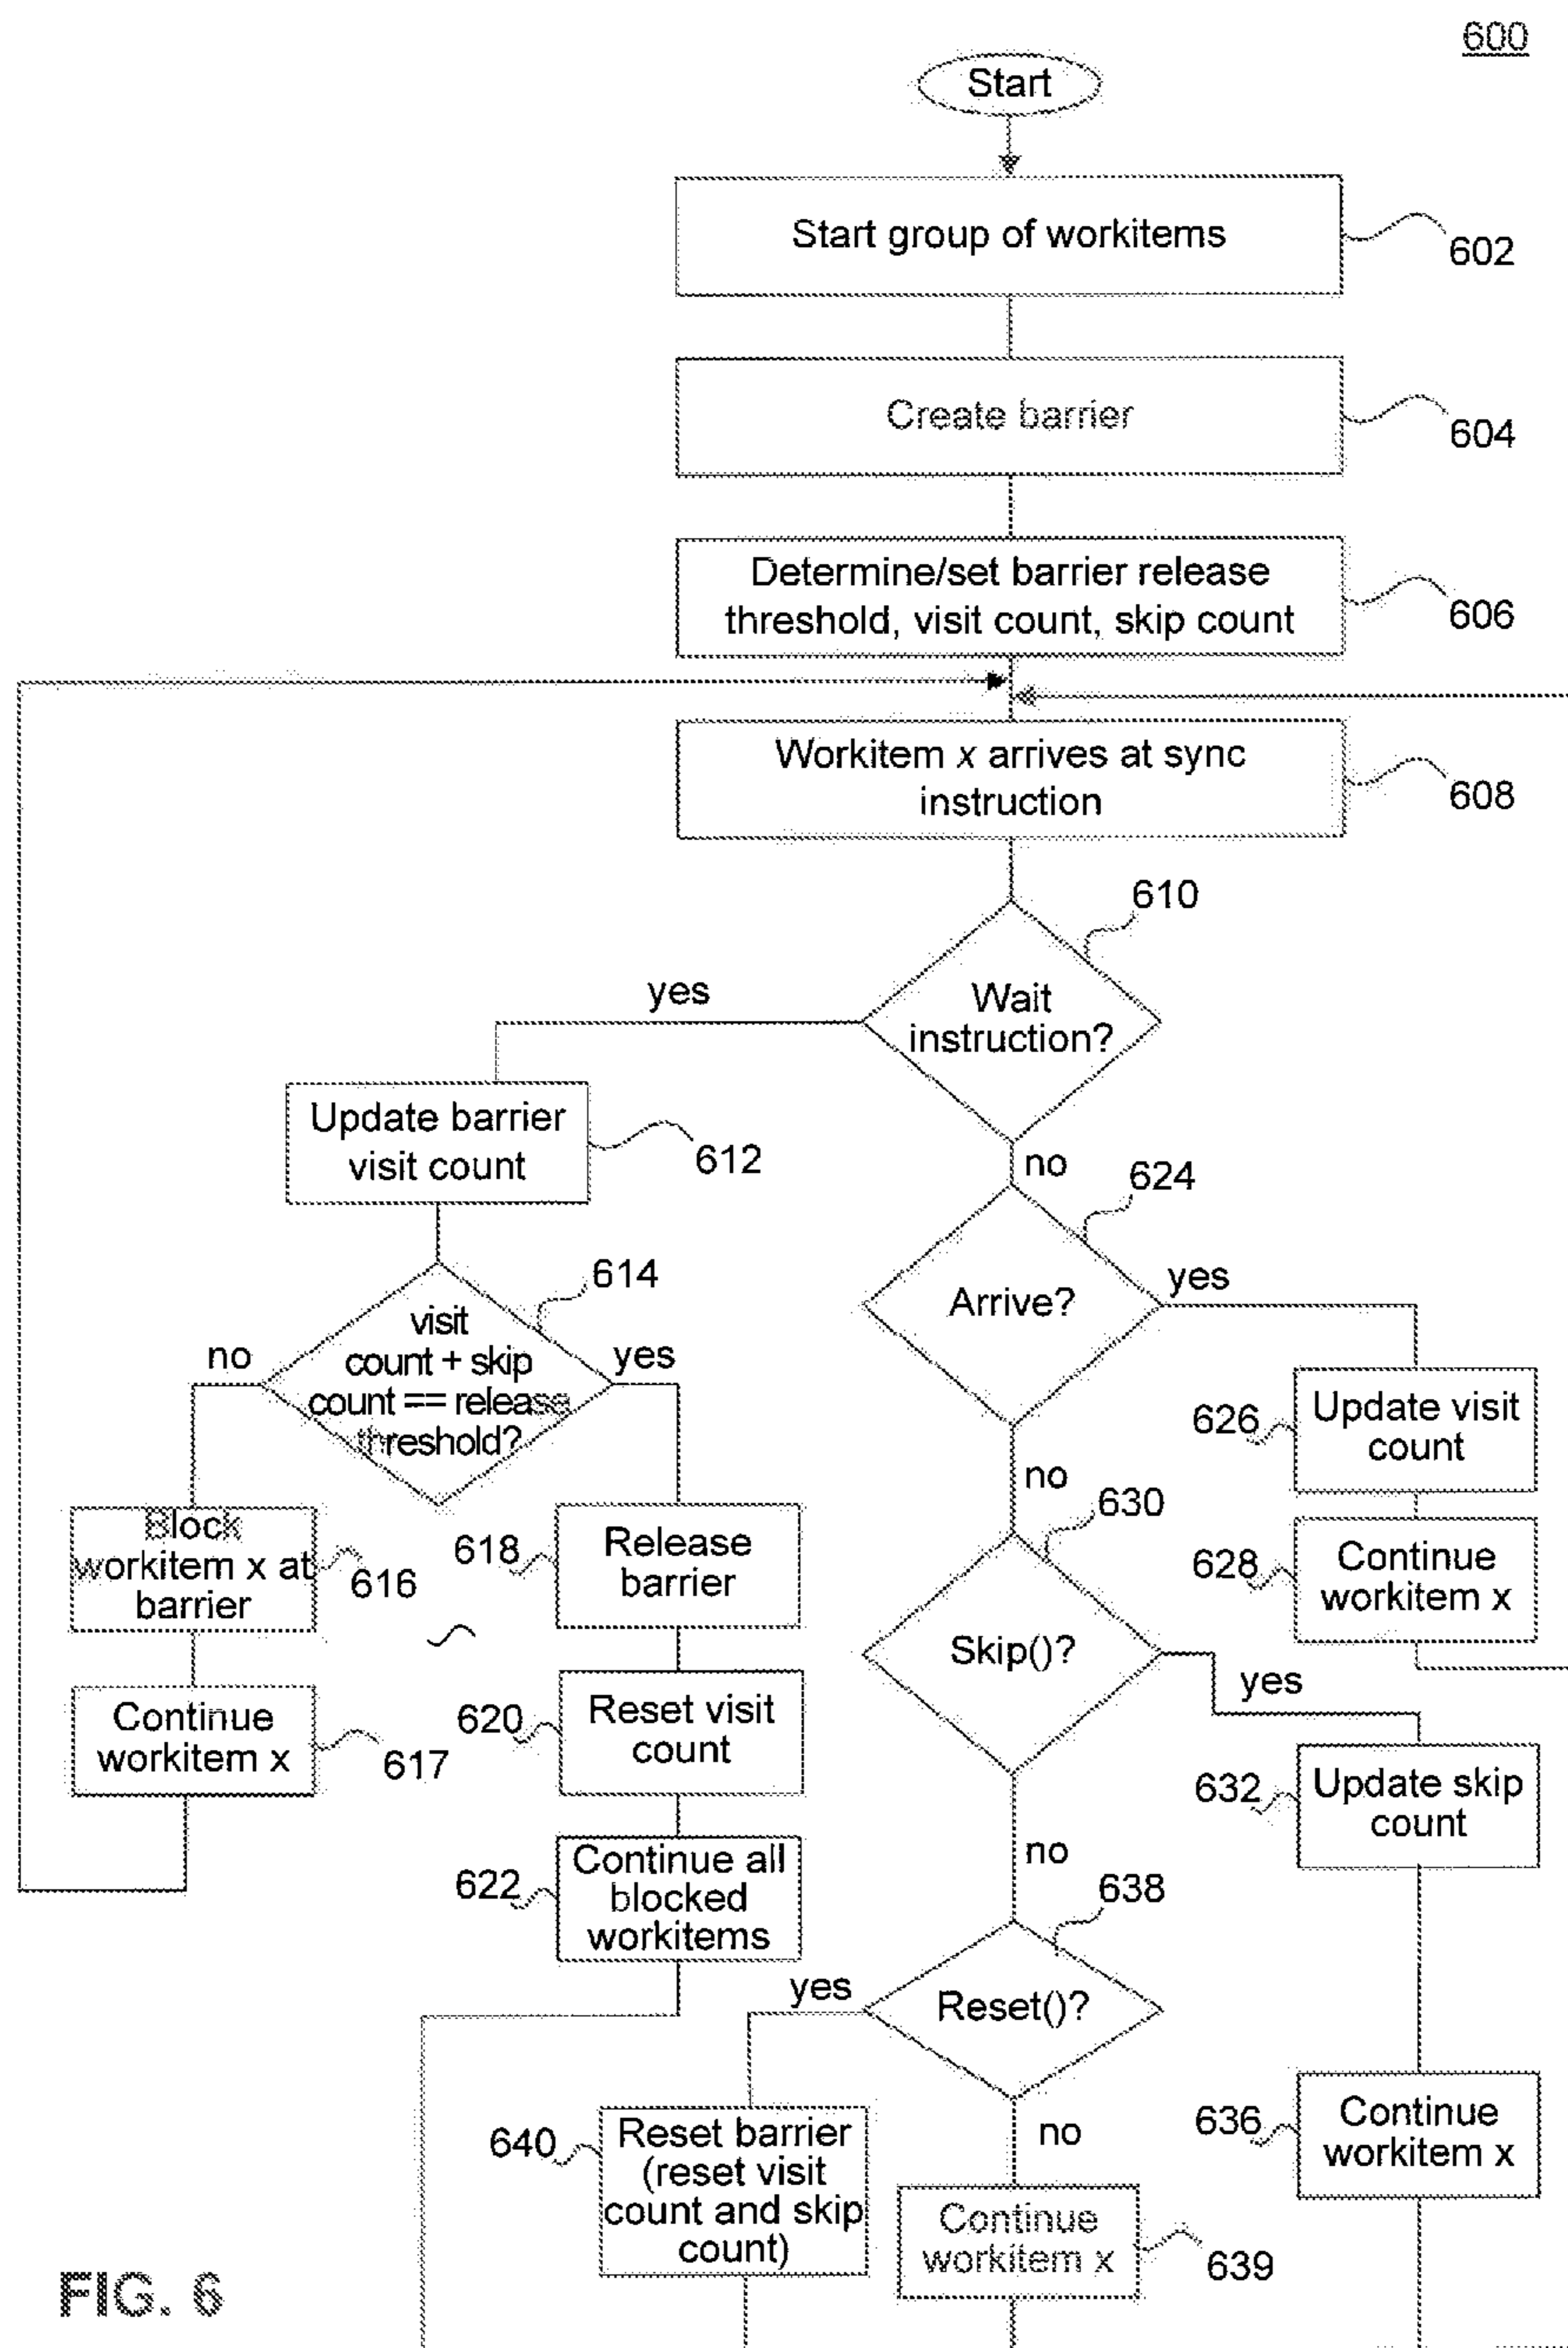 600
Start
Start group of workitems
602
Create barrier
604
Determine/set barrier release
threshold, visit count, skip count
606
Workitem x arrives at sync
instruction
608
610
Wait
instruction?
yes
no
Update barrier
visit count
612
624
Arrive?
yes
no
614
visit
count + skip
count == release
threshold?
no
yes
626
Update visit
count
628
Continue
workitem x
Block
workitem x at
barrier
616
618
Release
barrier
630
Skip()?
yes
no
Continue
workitem x
617
620
Reset visit
count
632
Update skip
count
622
Continue all
blocked
workitems
638
Reset()?
yes
no
640
Reset barrier
(reset visit
count and skip
count)
Continue
workitem x
639
636
Continue
workitem x
FIG. 6